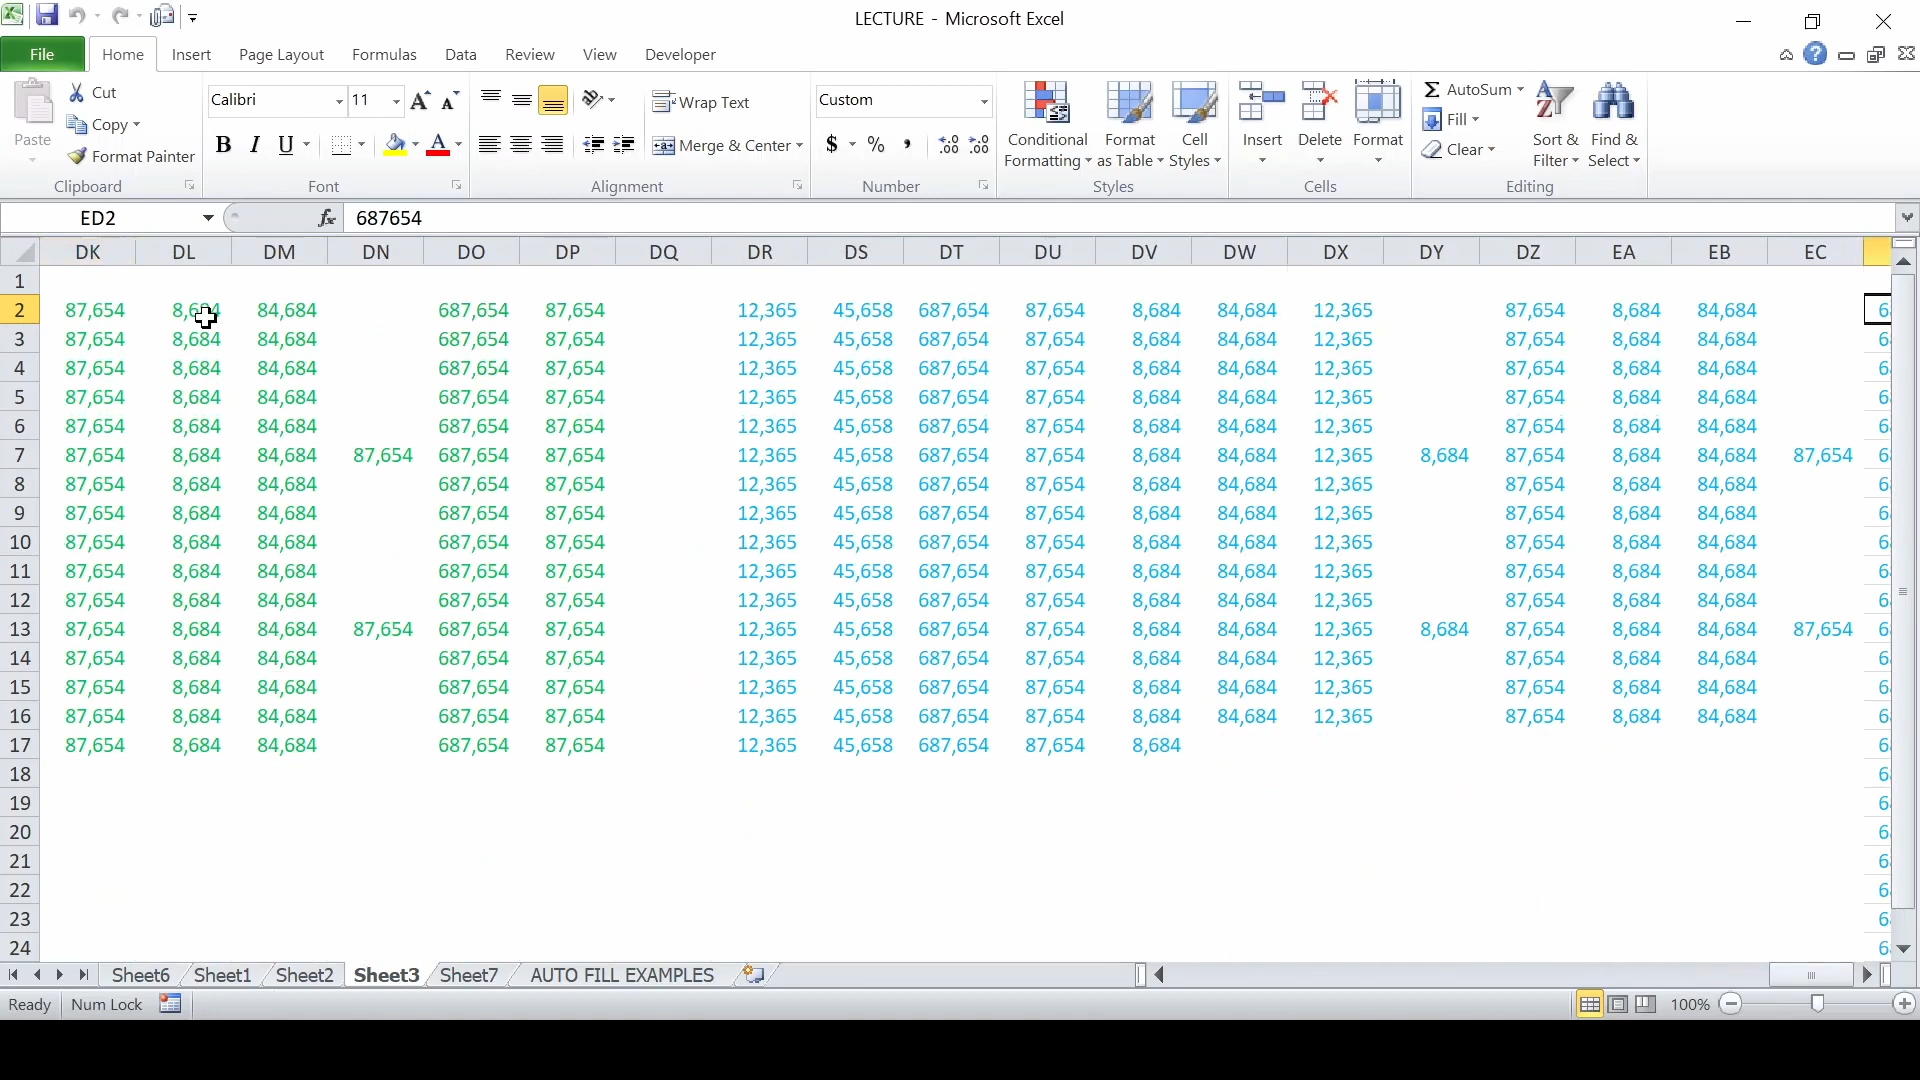 LECTURE - Microsoft Excel
File Home Insert Page Layout Formulas Data Review View Developer
Paste Cut Calibri 11 Wrap Text Custom Conditional Formatting Format as Table Cell Styles Insert Delete Format Σ AutoSum Sort & Filter Find & Select
Copy B I U A Merge & Center $ % , Fill
Format Painter Clear
Clipboard Font Alignment Number Styles Cells Editing
ED2 fx 687654
DK DL DM DN DO DP DQ DR DS DT DU DV DW DX DY DZ EA EB EC
1
2 87,654 8,684 84,684 687,654 87,654 12,365 45,658 687,654 87,654 8,684 84,684 12,365 87,654 8,684 84,684
3 87,654 8,684 84,684 687,654 87,654 12,365 45,658 687,654 87,654 8,684 84,684 12,365 87,654 8,684 84,684
4 87,654 8,684 84,684 687,654 87,654 12,365 45,658 687,654 87,654 8,684 84,684 12,365 87,654 8,684 84,684
5 87,654 8,684 84,684 687,654 87,654 12,365 45,658 687,654 87,654 8,684 84,684 12,365 87,654 8,684 84,684
6 87,654 8,684 84,684 687,654 87,654 12,365 45,658 687,654 87,654 8,684 84,684 12,365 87,654 8,684 84,684
7 87,654 8,684 84,684 87,654 687,654 87,654 12,365 45,658 687,654 87,654 8,684 84,684 12,365 8,684 87,654 8,684 84,684 87,654
8 87,654 8,684 84,684 687,654 87,654 12,365 45,658 687,654 87,654 8,684 84,684 12,365 87,654 8,684 84,684
9 87,654 8,684 84,684 687,654 87,654 12,365 45,658 687,654 87,654 8,684 84,684 12,365 87,654 8,684 84,684
10 87,654 8,684 84,684 687,654 87,654 12,365 45,658 687,654 87,654 8,684 84,684 12,365 87,654 8,684 84,684
11 87,654 8,684 84,684 687,654 87,654 12,365 45,658 687,654 87,654 8,684 84,684 12,365 87,654 8,684 84,684
12 87,654 8,684 84,684 687,654 87,654 12,365 45,658 687,654 87,654 8,684 84,684 12,365 87,654 8,684 84,684
13 87,654 8,684 84,684 87,654 687,654 87,654 12,365 45,658 687,654 87,654 8,684 84,684 12,365 8,684 87,654 8,684 84,684 87,654
14 87,654 8,684 84,684 687,654 87,654 12,365 45,658 687,654 87,654 8,684 84,684 12,365 87,654 8,684 84,684
15 87,654 8,684 84,684 687,654 87,654 12,365 45,658 687,654 87,654 8,684 84,684 12,365 87,654 8,684 84,684
16 87,654 8,684 84,684 687,654 87,654 12,365 45,658 687,654 87,654 8,684 84,684 12,365 87,654 8,684 84,684
17 87,654 8,684 84,684 687,654 87,654 12,365 45,658 687,654 87,654 8,684
18
19
20
21
22
23
24
Sheet6 Sheet1 Sheet2 Sheet3 Sheet7 AUTO FILL EXAMPLES
Ready Num Lock 100%